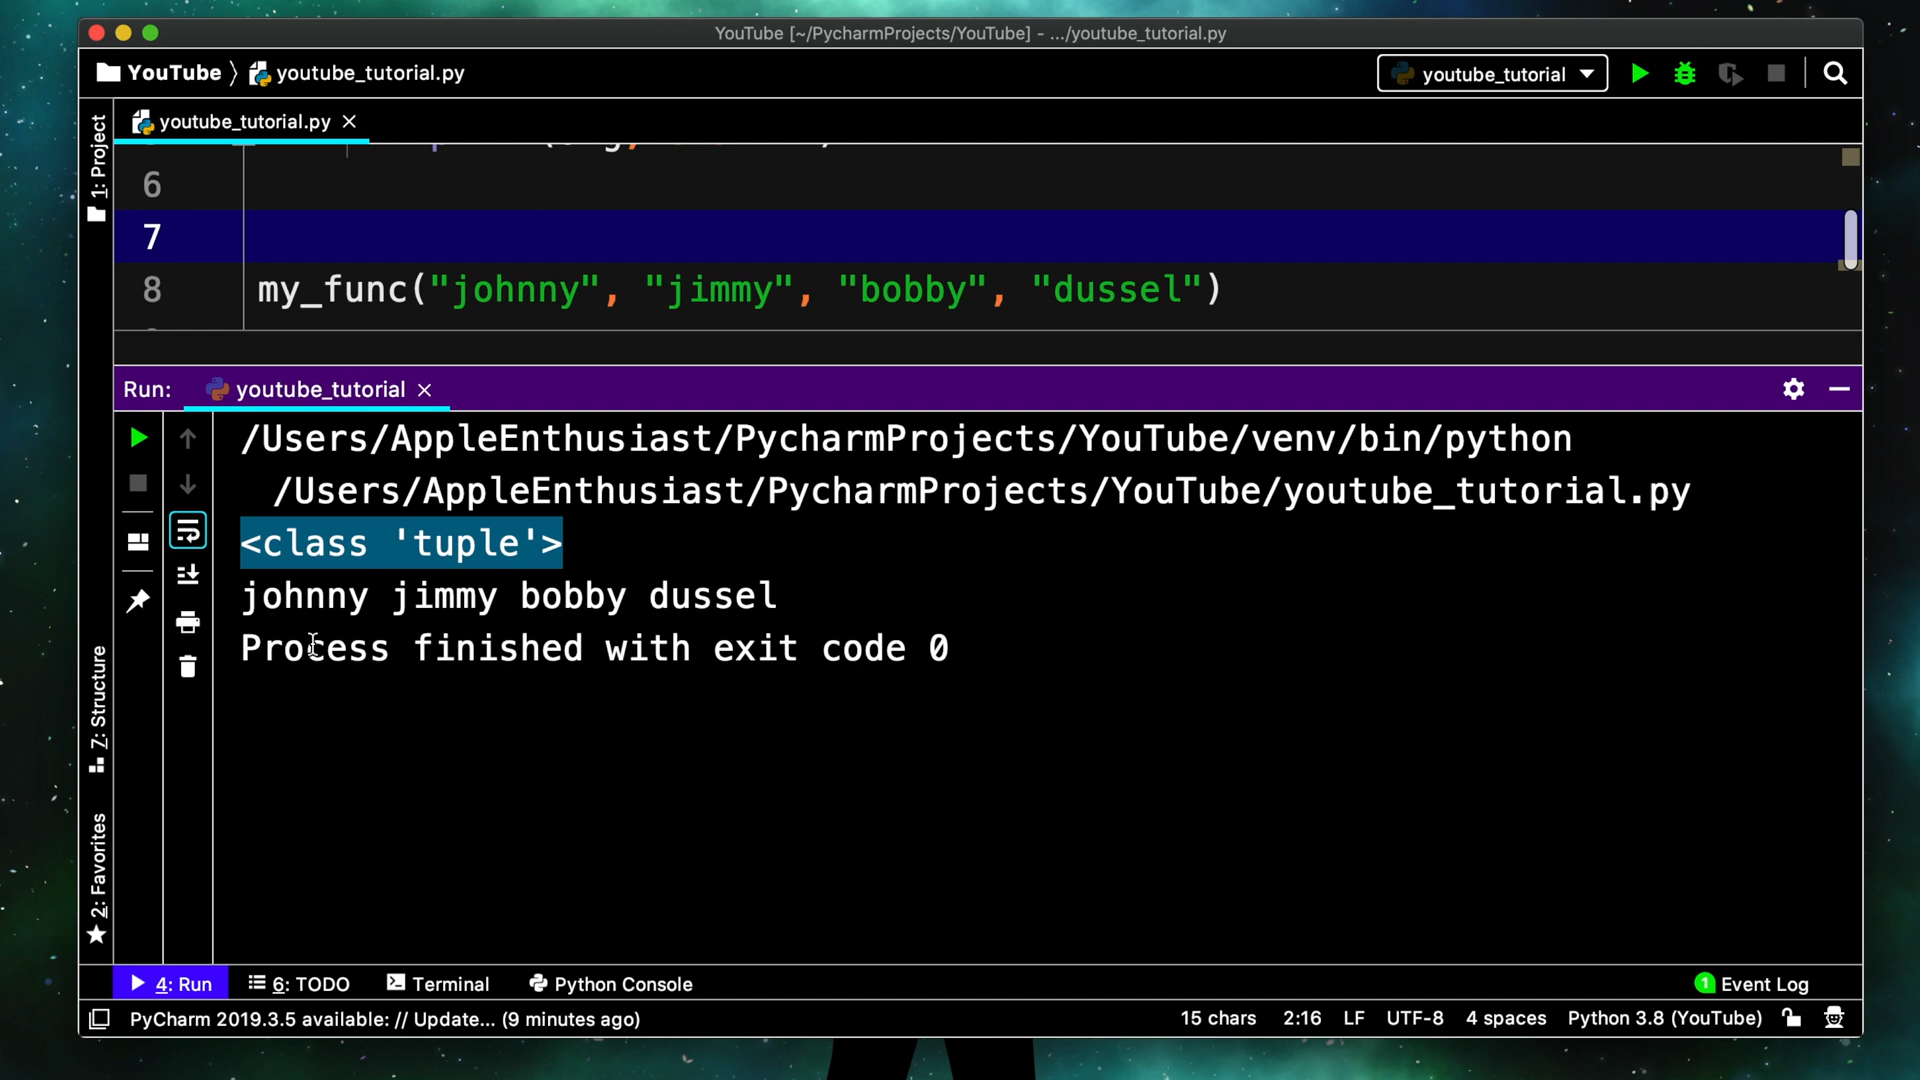 YouTube [~/PycharmProjects/YouTube] - .../youtube_tutorial.py
YouTube 〉 youtube_tutorial.py
youtube_tutorial
youtube_tutorial.py
1: Project
6
7
8 my_func("johnny", "jimmy", "bobby", "dussel")
Run: youtube_tutorial
/Users/AppleEnthusiast/PycharmProjects/YouTube/venv/bin/python
/Users/AppleEnthusiast/PycharmProjects/YouTube/youtube_tutorial.py
<class 'tuple'>
johnny jimmy bobby dussel
Process finished with exit code 0
7: Structure
2: Favorites
4: Run 6: TODO Terminal Python Console 1 Event Log
PyCharm 2019.3.5 available: // Update... (9 minutes ago) 15 chars 2:16 LF UTF-8 4 spaces Python 3.8 (YouTube)